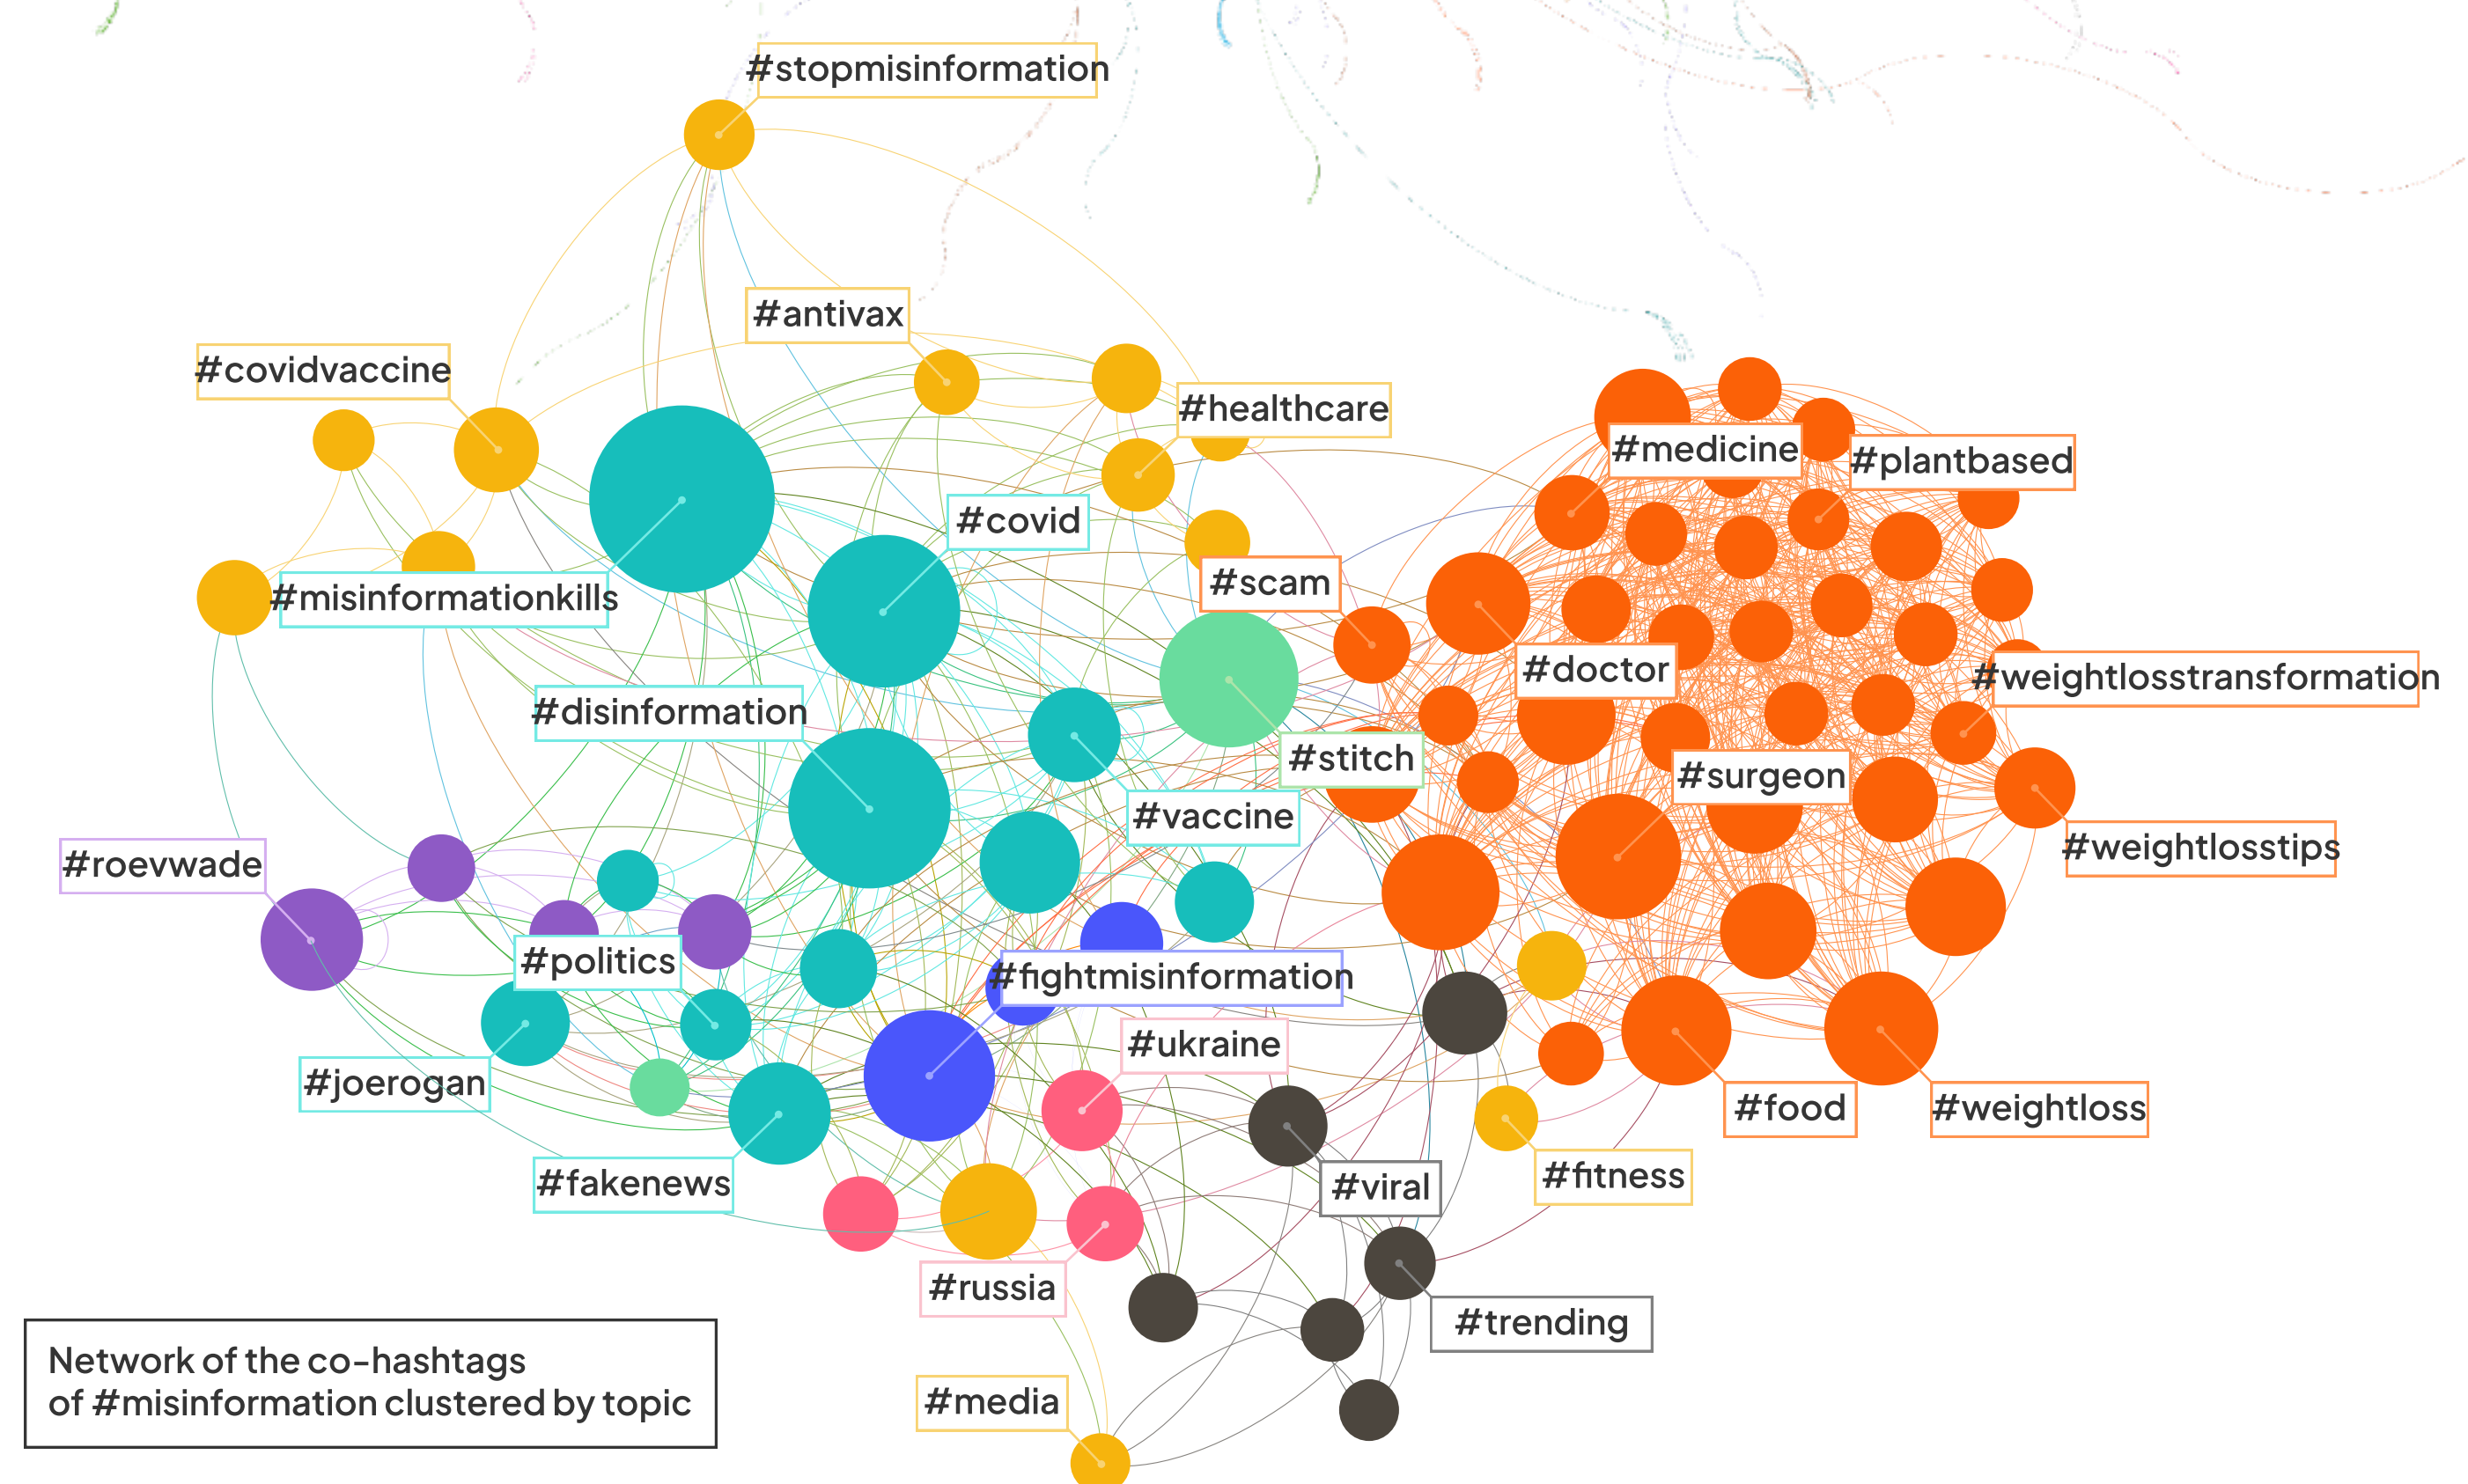 #stopmisinformation
#antivax
#covidvaccine
#healthcare
#medicine
#plantbased
#covid
#scam
#misinformationkills
#doctor
#weightlosstransformation
#disinformation
#stitch
#surgeon
#vaccine
#weightlosstips
#roevwade
#politics
#fightmisinformation
#ukraine
#joerogan
#food
#weightloss
#fakenews
#viral
#fitness
#russia
#trending
Network of the co-hashtags
of #misinformation clustered by topic
#media